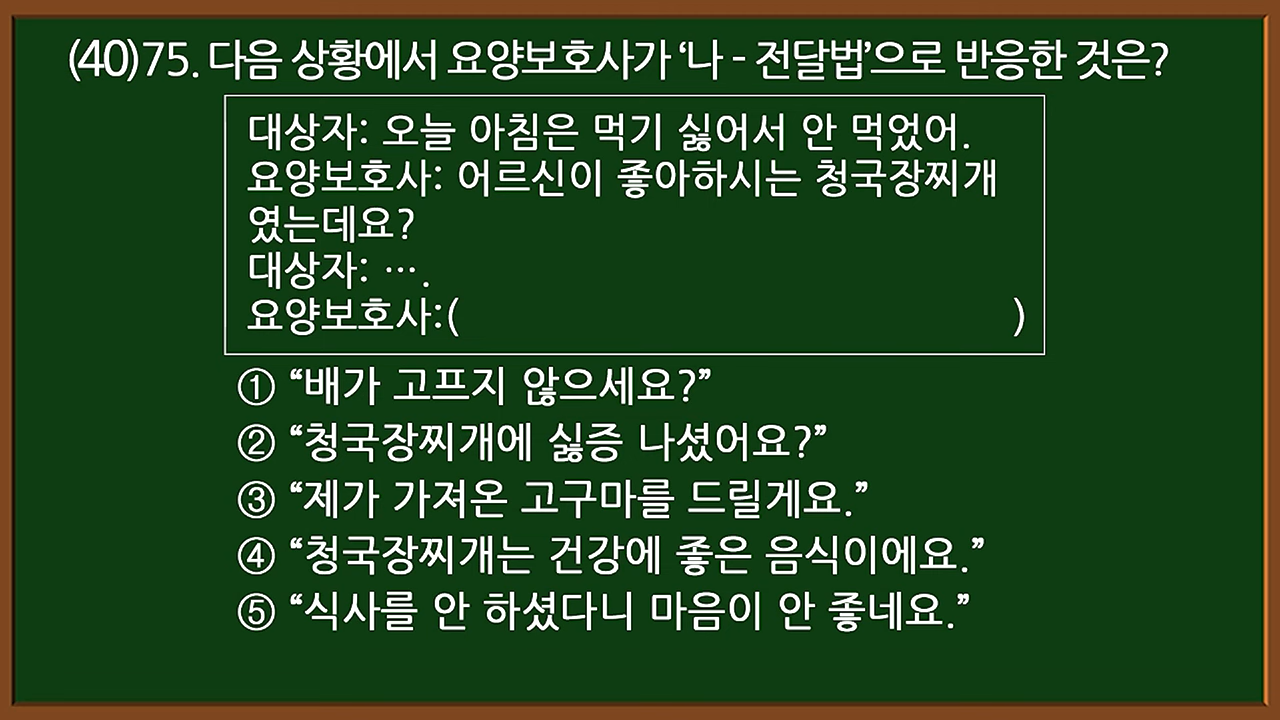 (40)75. 다음 상황에서 요양보호사가 ‘나 - 전달법’으로 반응한 것은?
대상자: 오늘 아침은 먹기 싫어서 안 먹었어.
요양보호사: 어르신이 좋아하시는 청국장찌개
였는데요?
대상자: ….
요양보호사:( )
① “배가 고프지 않으세요?”
② “청국장찌개에 싫증 나셨어요?”
③ “제가 가져온 고구마를 드릴게요.”
④ “청국장찌개는 건강에 좋은 음식이에요.”
⑤ “식사를 안 하셨다니 마음이 안 좋네요.”